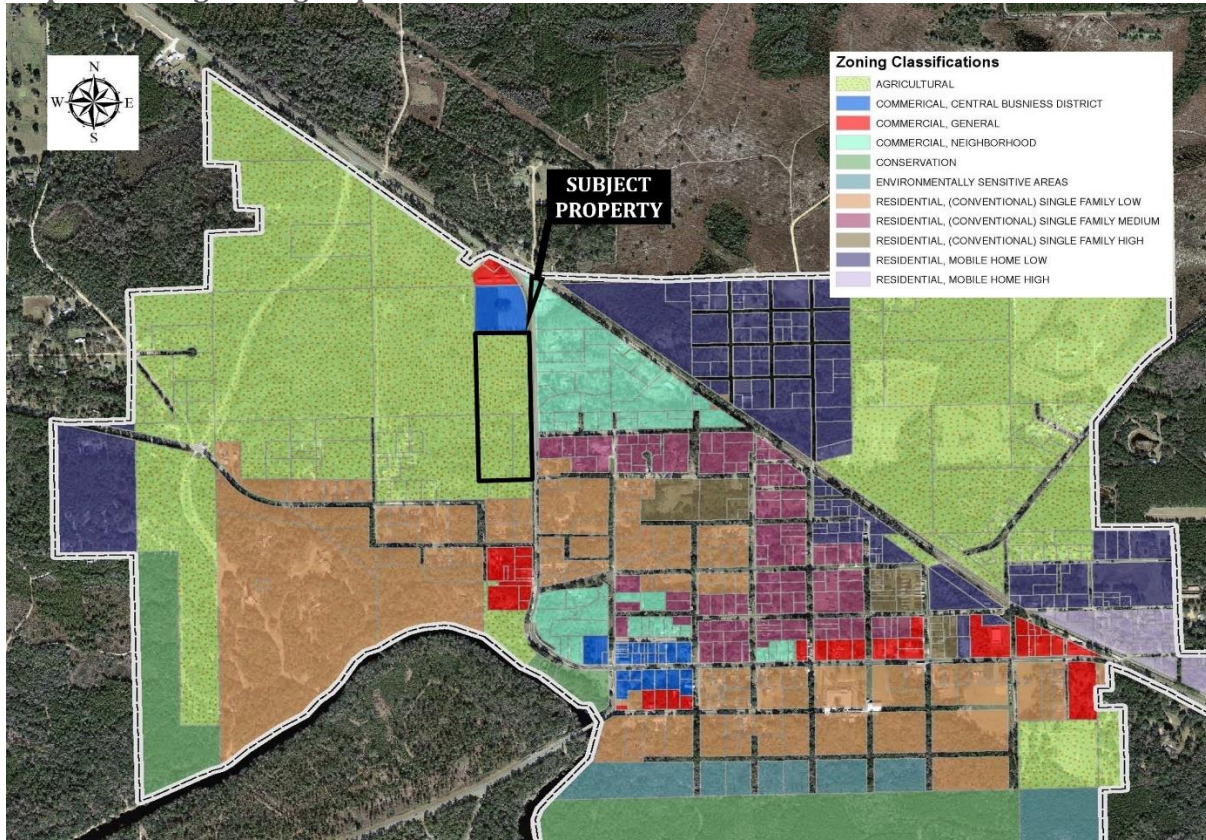 N
W E
S
SUBJECT
PROPERTY
Zoning Classifications
AGRICULTURAL
COMMERICAL, CENTRAL BUSNIESS DISTRICT
COMMERCIAL, GENERAL
COMMERCIAL, NEIGHBORHOOD
CONSERVATION
ENVIRONMENTALLY SENSITIVE AREAS
RESIDENTIAL, (CONVENTIONAL) SINGLE FAMILY LOW
RESIDENTIAL, (CONVENTIONAL) SINGLE FAMILY MEDIUM
RESIDENTIAL, (CONVENTIONAL) SINGLE FAMILY HIGH
RESIDENTIAL, MOBILE HOME LOW
RESIDENTIAL, MOBILE HOME HIGH